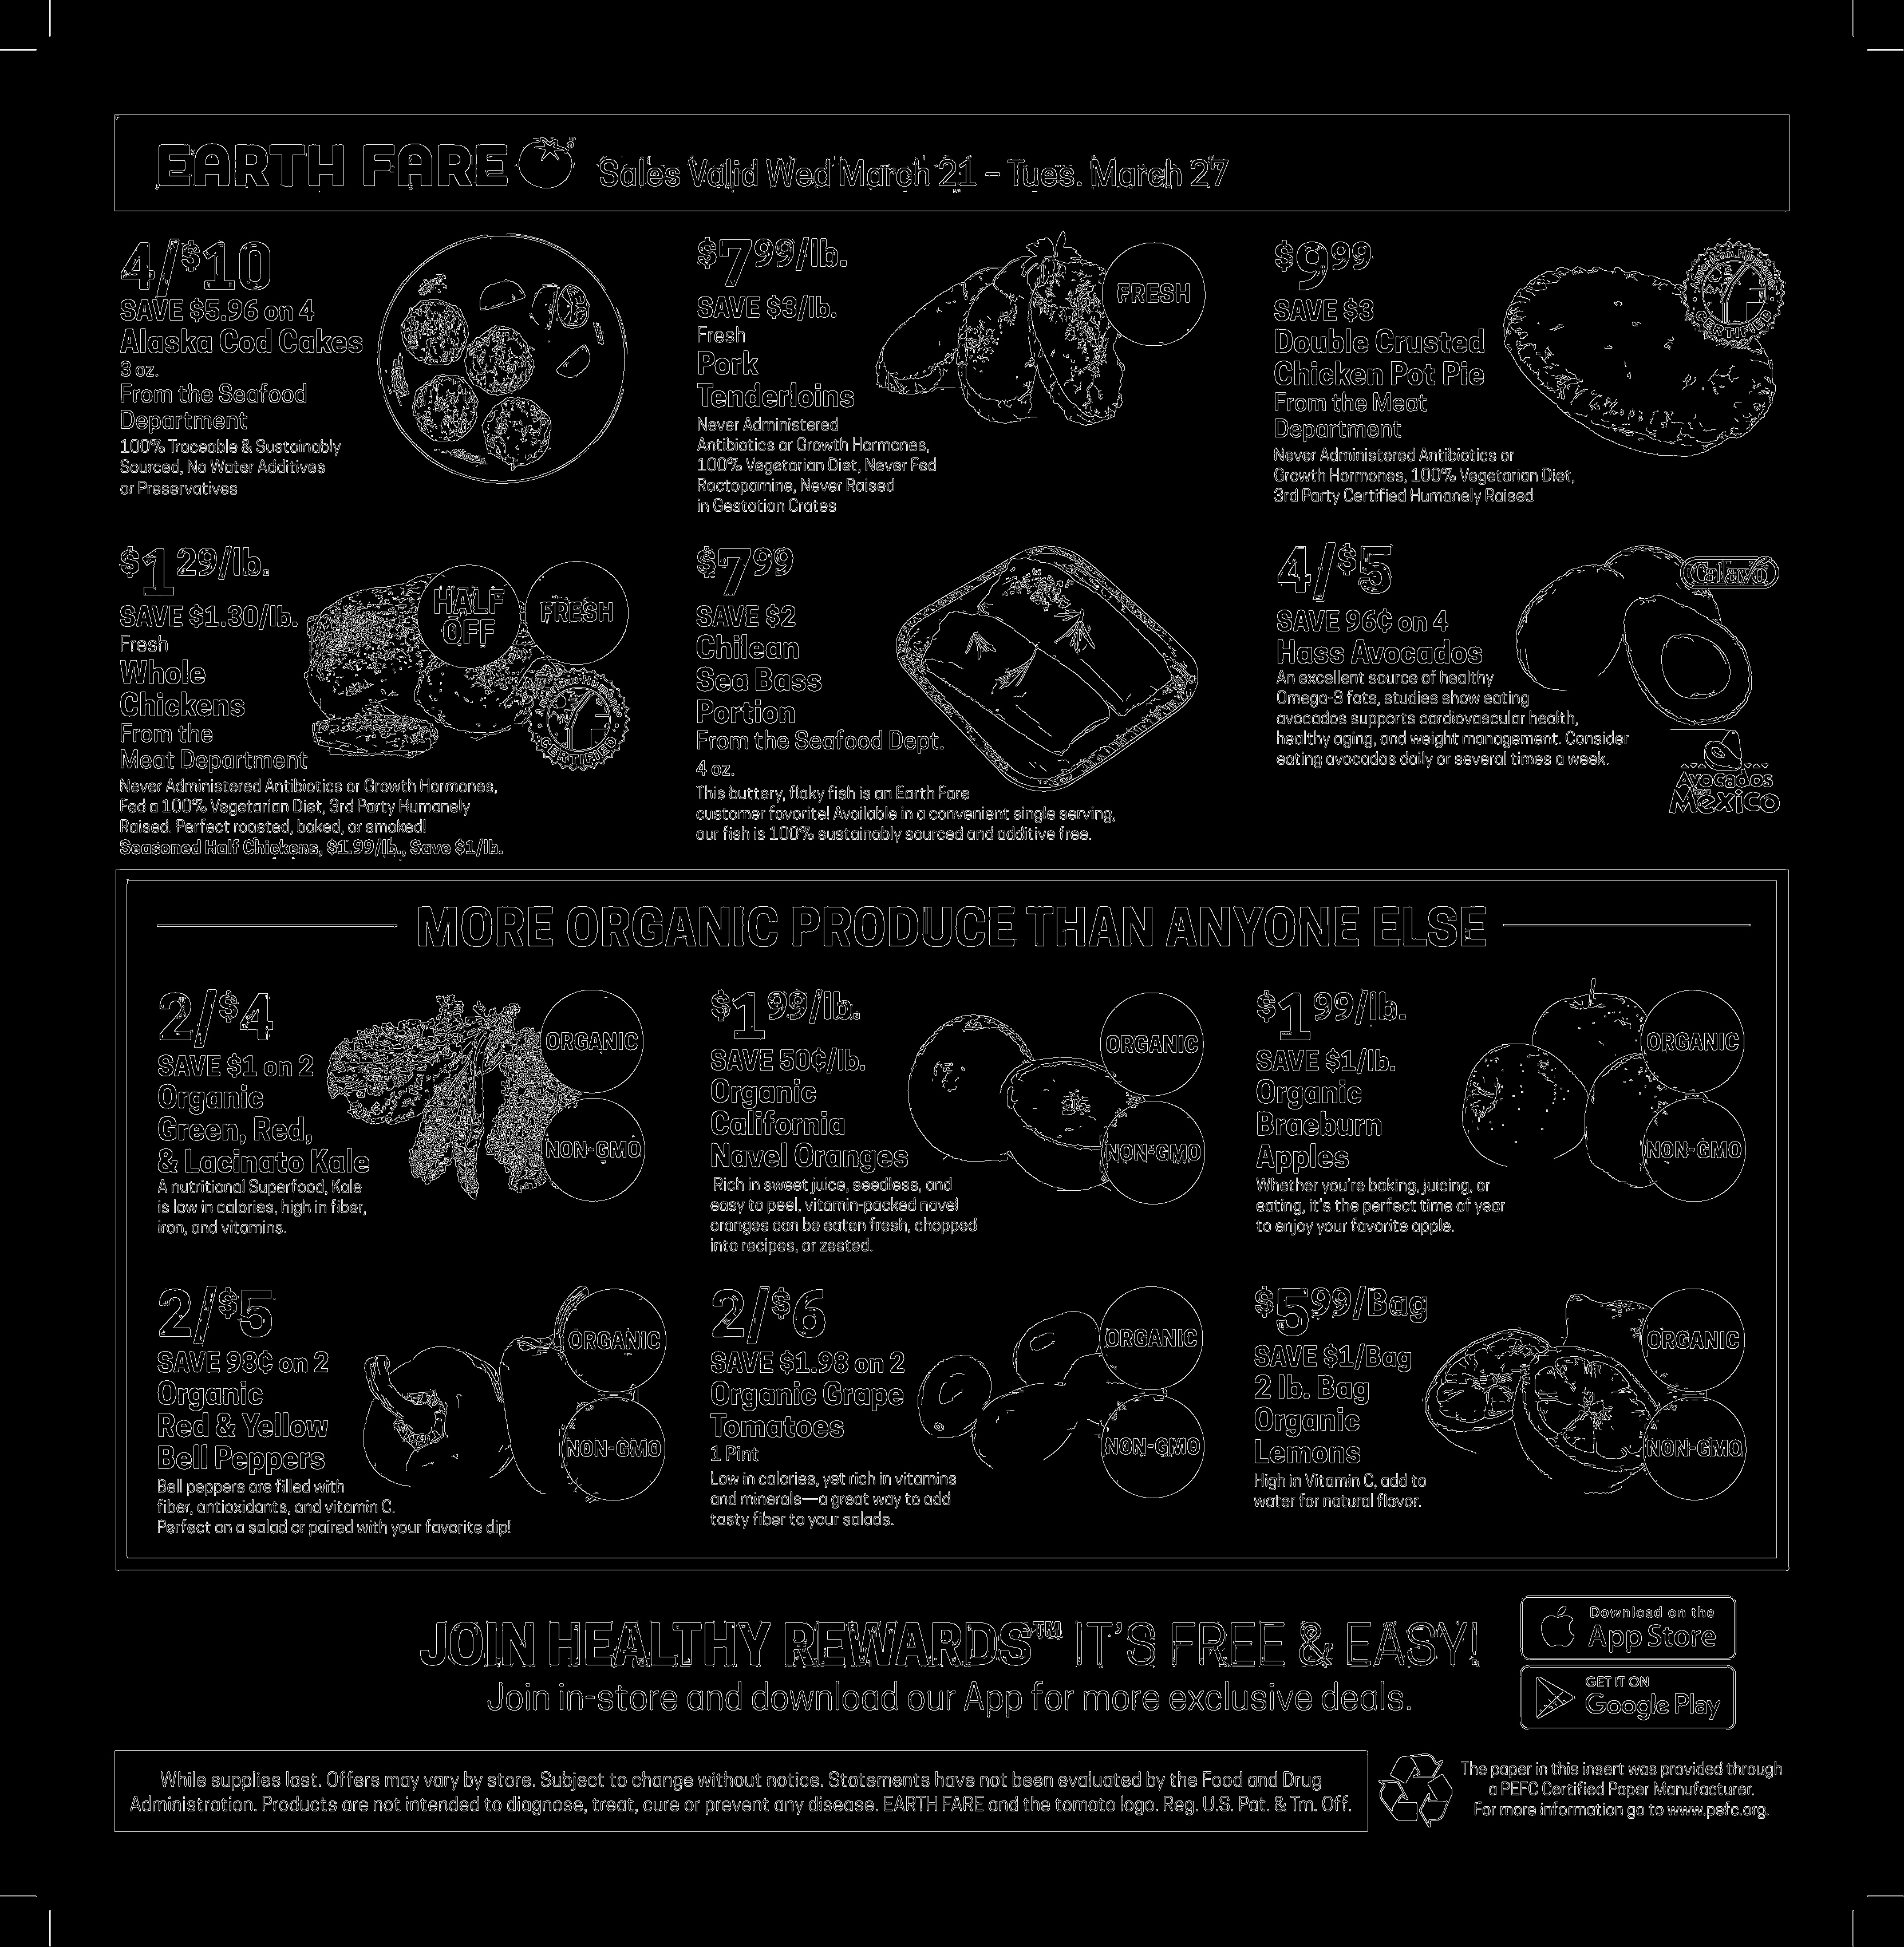 EARTH FARE Sales Valid Wed March 21 – Tues. March 27
4/$10
SAVE $5.96 on 4
Alaska Cod Cakes
3 oz.
From the Seafood
Department
100% Traceable & Sustainably
Sourced, No Water Additives
or Preservatives
$7 99/lb.
SAVE $3/lb.
Fresh
Pork
Tenderloins
Never Administered
Antibiotics or Growth Hormones,
100% Vegetarian Diet, Never Fed
Ractopamine, Never Raised
in Gestation Crates
FRESH
$9 99
SAVE $3
Double Crusted
Chicken Pot Pie
From the Meat
Department
Never Administered Antibiotics or
Growth Hormones, 100% Vegetarian Diet,
3rd Party Certified Humanely Raised
American Humane
CERTIFIED
$1 29/lb.
SAVE $1.30/lb.
Fresh
Whole
Chickens
From the
Meat Department
Never Administered Antibiotics or Growth Hormones,
Fed a 100% Vegetarian Diet, 3rd Party Humanely
Raised. Perfect roasted, baked, or smoked!
Seasoned Half Chickens, $1.99/lb., Save $1/lb.
HALF
OFF
FRESH
American Humane
CERTIFIED
$7 99
SAVE $2
Chilean
Sea Bass
Portion
From the Seafood Dept.
4 oz.
This buttery, flaky fish is an Earth Fare
customer favorite! Available in a convenient single serving,
our fish is 100% sustainably sourced and additive free.
4/$5
SAVE 96¢ on 4
Hass Avocados
An excellent source of healthy
Omega-3 fats, studies show eating
avocados supports cardiovascular health,
healthy aging, and weight management. Consider
eating avocados daily or several times a week.
Calavo
Avocados
from
Mexico
MORE ORGANIC PRODUCE THAN ANYONE ELSE
2/$4
SAVE $1 on 2
Organic
Green, Red,
& Lacinato Kale
A nutritional Superfood, Kale
is low in calories, high in fiber,
iron, and vitamins.
ORGANIC
NON-GMO
$1 99/lb.
SAVE 50¢/lb.
Organic
California
Navel Oranges
Rich in sweet juice, seedless, and
easy to peel, vitamin-packed navel
oranges can be eaten fresh, chopped
into recipes, or zested.
ORGANIC
NON-GMO
$1 99/lb.
SAVE $1/lb.
Organic
Braeburn
Apples
Whether you're baking, juicing, or
eating, it's the perfect time of year
to enjoy your favorite apple.
ORGANIC
NON-GMO
2/$5
SAVE 98¢ on 2
Organic
Red & Yellow
Bell Peppers
Bell peppers are filled with
fiber, antioxidants, and vitamin C.
Perfect on a salad or paired with your favorite dip!
ORGANIC
NON-GMO
2/$6
SAVE $1.98 on 2
Organic Grape
Tomatoes
1 Pint
Low in calories, yet rich in vitamins
and minerals—a great way to add
tasty fiber to your salads.
ORGANIC
NON-GMO
$5 99/Bag
SAVE $1/Bag
2 lb. Bag
Organic
Lemons
High in Vitamin C, add to
water for natural flavor.
ORGANIC
NON-GMO
JOIN HEALTHY REWARDS™ IT'S FREE & EASY!
Join in-store and download our App for more exclusive deals.
Download on the
App Store
GET IT ON
Google Play
While supplies last. Offers may vary by store. Subject to change without notice. Statements have not been evaluated by the Food and Drug
Administration. Products are not intended to diagnose, treat, cure or prevent any disease. EARTH FARE and the tomato logo. Reg. U.S. Pat. & Tm. Off.
The paper in this insert was provided through
a PEFC Certified Paper Manufacturer.
For more information go to www.pefc.org.